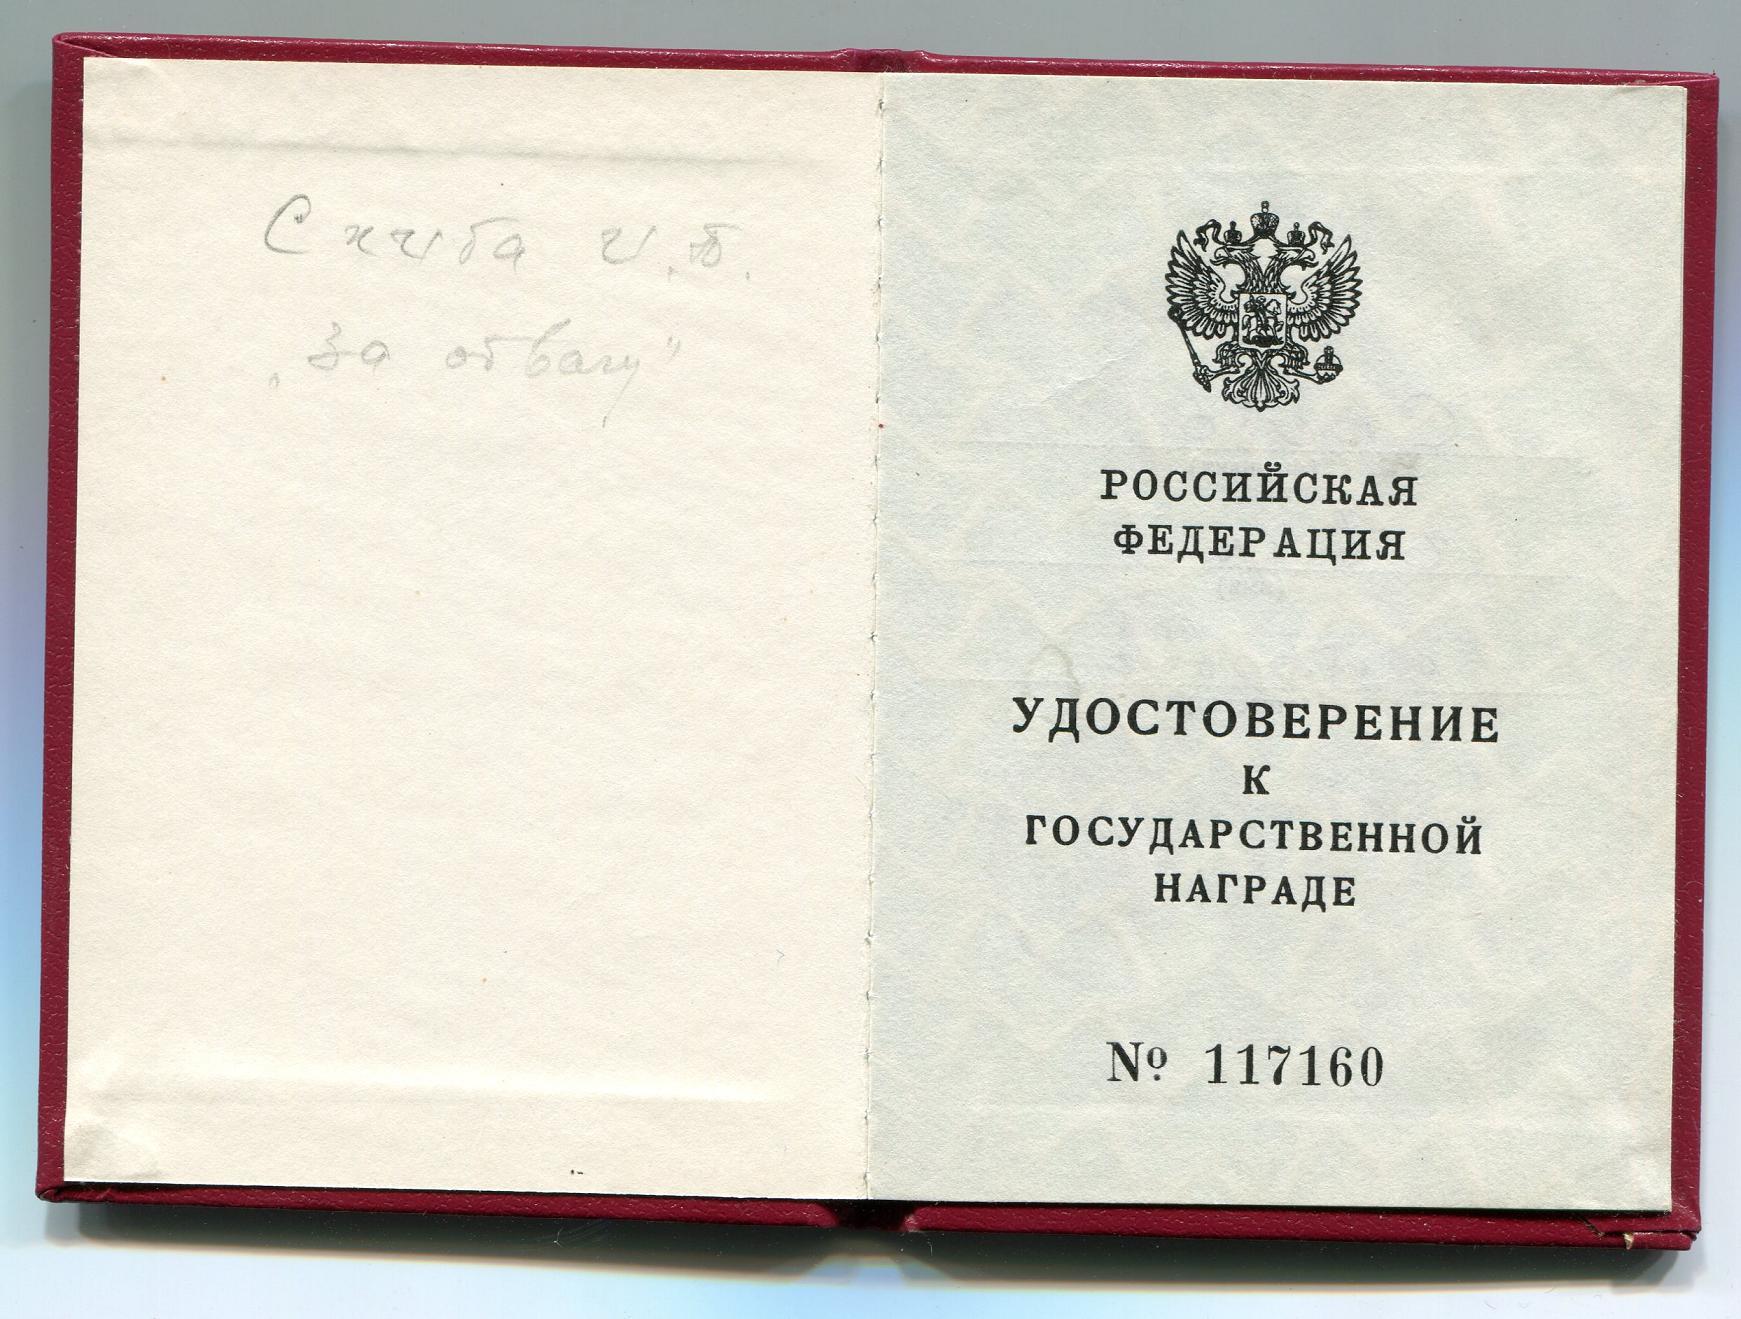 Скиба И.Б.
"За отвагу"
РОССИЙСКАЯ
ФЕДЕРАЦИЯ
УДОСТОВЕРЕНИЕ
К
ГОСУДАРСТВЕННОЙ
НАГРАДЕ
№ 117160